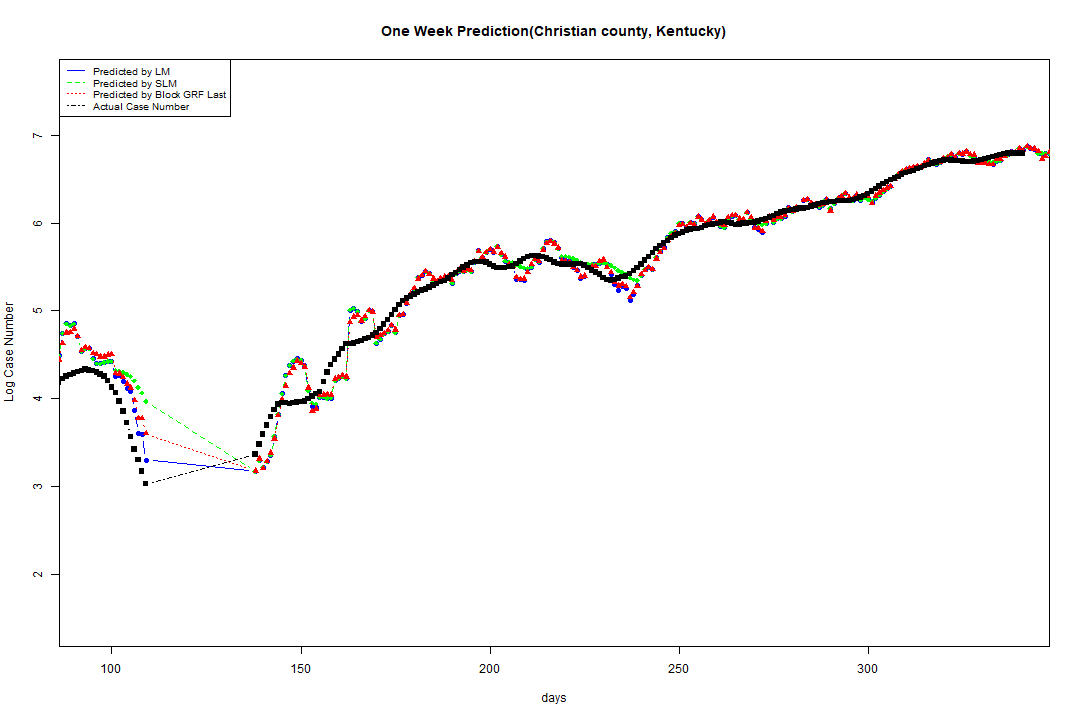 One Week Prediction(Christian county, Kentucky)
Predicted by LM
Predicted by SLM
Predicted by Block GRF Last
Actual Case Number
7
6
5
4
3
2
Log Case Number
100 150 200 250 300
days